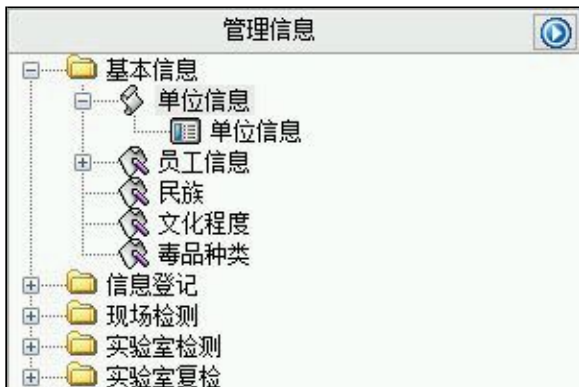 管理信息
基本信息
单位信息
单位信息
员工信息
民族
文化程度
毒品种类
信息登记
现场检测
实验室检测
实验室复检